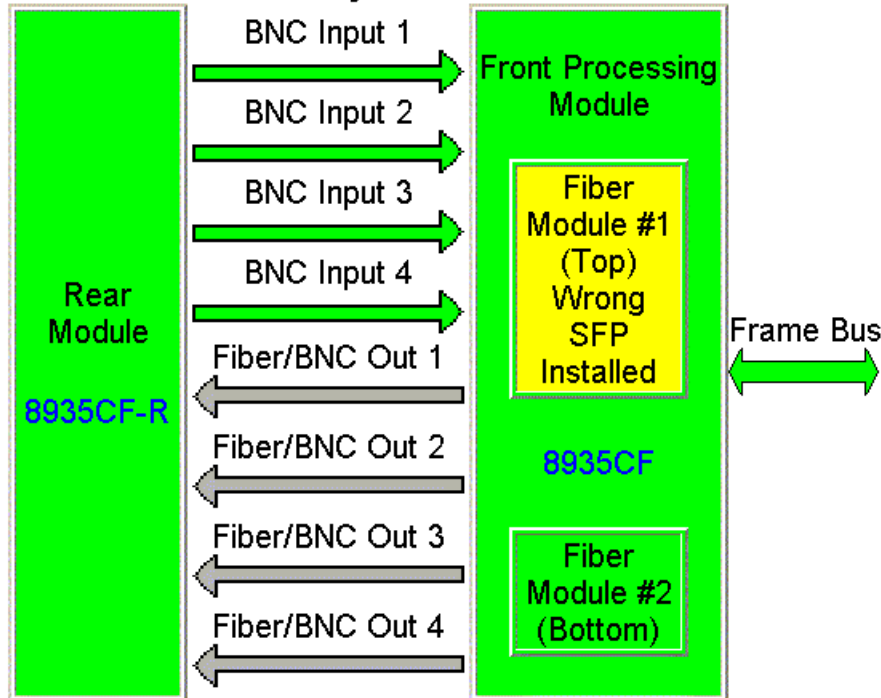 BNC Input 1
BNC Input 2
BNC Input 3
BNC Input 4
Rear
Module
8935CF-R
Fiber/BNC Out 1
Fiber/BNC Out 2
Fiber/BNC Out 3
Fiber/BNC Out 4
Front Processing
Module
Fiber
Module #1
(Top)
Wrong
SFP
Installed
8935CF
Fiber
Module #2
(Bottom)
Frame Bus